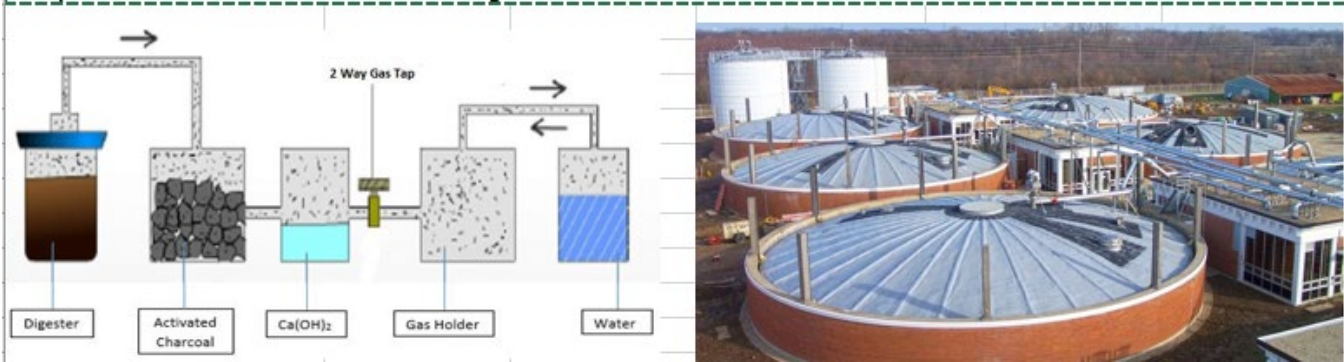 2 Way Gas Tap
Digester
Activated
Charcoal
Ca(OH)₂
Gas Holder
Water